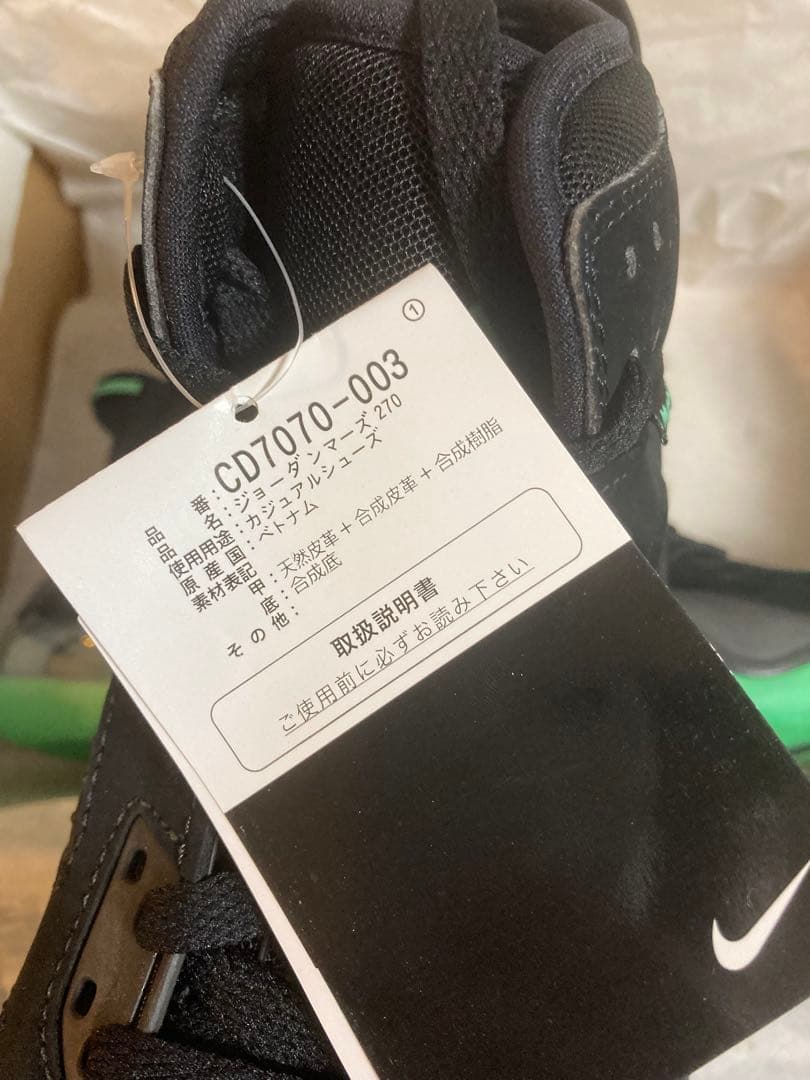 ①
品番:CD7070-003
品名:ジョーダンマーズ 270
使用用途:カジュアルシューズ
原産国:ベトナム
素材表記
甲:天然皮革+合成皮革+合成樹脂
底:合成底
その他:
取扱説明書
ご使用前に必ずお読み下さい